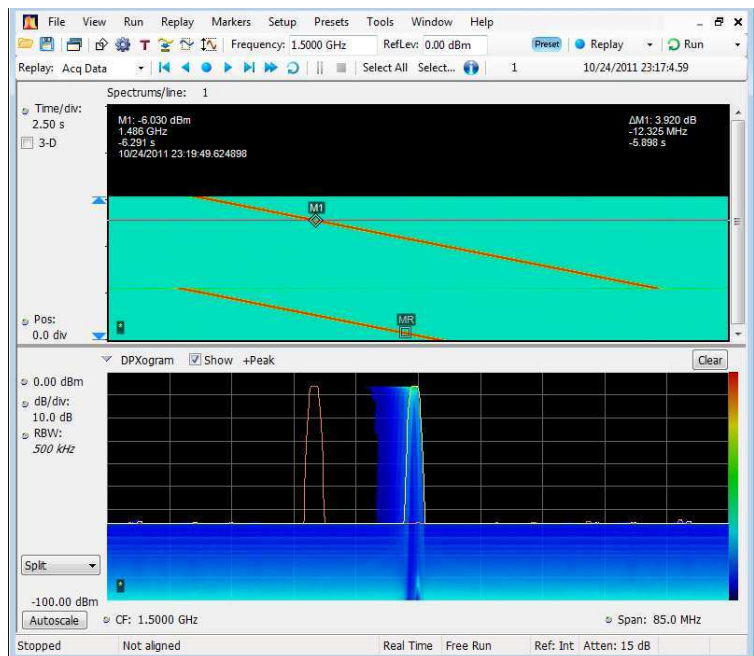 File View Run Replay Markers Setup Presets Tools Window Help
T Frequency: 1.5000 GHz RefLev: 0.00 dBm Preset Replay Run
Replay: Acq Data Select All Select... 1 10/24/2011 23:17:4.59
Spectrums/line: 1
Time/div:
2.50 s
3-D
M1: -6.030 dBm
1.486 GHz
-6.291 s
10/24/2011 23:19:49.624898
ΔM1: 3.920 dB
-12.325 MHz
-5.898 s
M1
MR
Pos:
0.0 div
*
DPXogram Show +Peak Clear
0.00 dBm
dB/div:
10.0 dB
RBW:
500 kHz
Split
*
-100.00 dBm
Autoscale CF: 1.5000 GHz Span: 85.0 MHz
Stopped Not aligned Real Time Free Run Ref: Int Atten: 15 dB